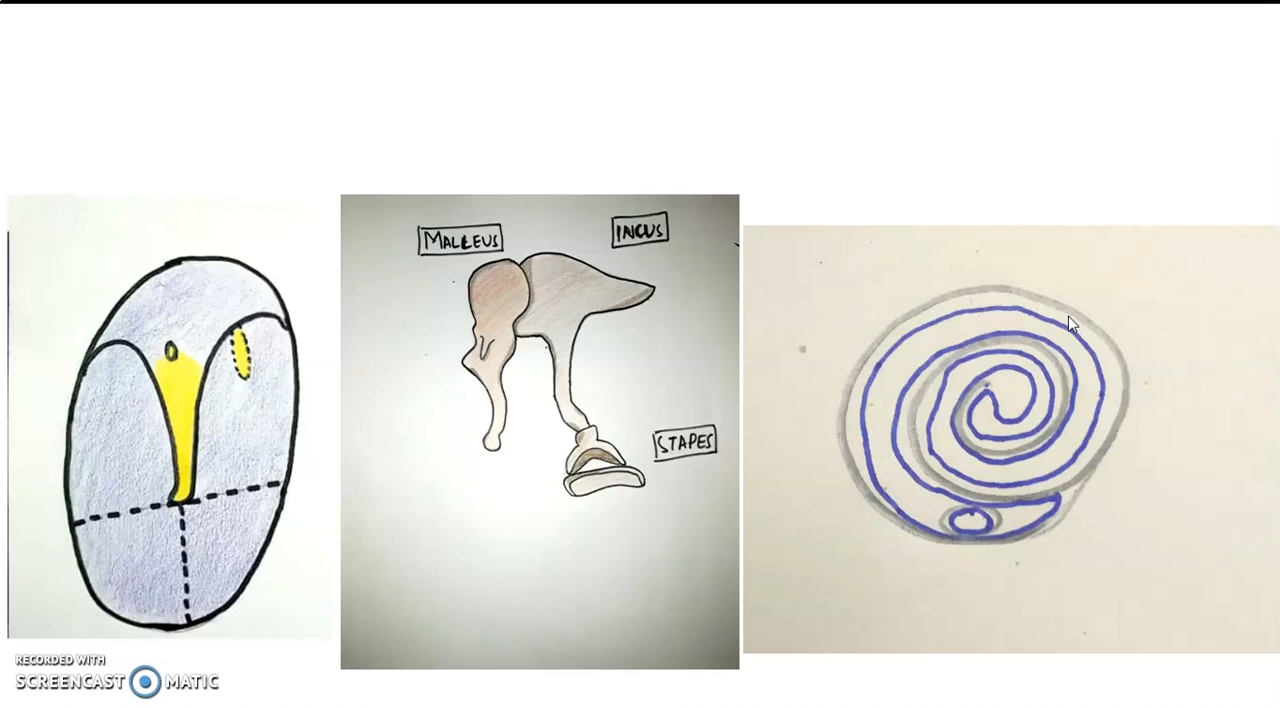 MALLEUS
INCUS
STAPES
RECORDED WITH
SCREENCAST MATIC